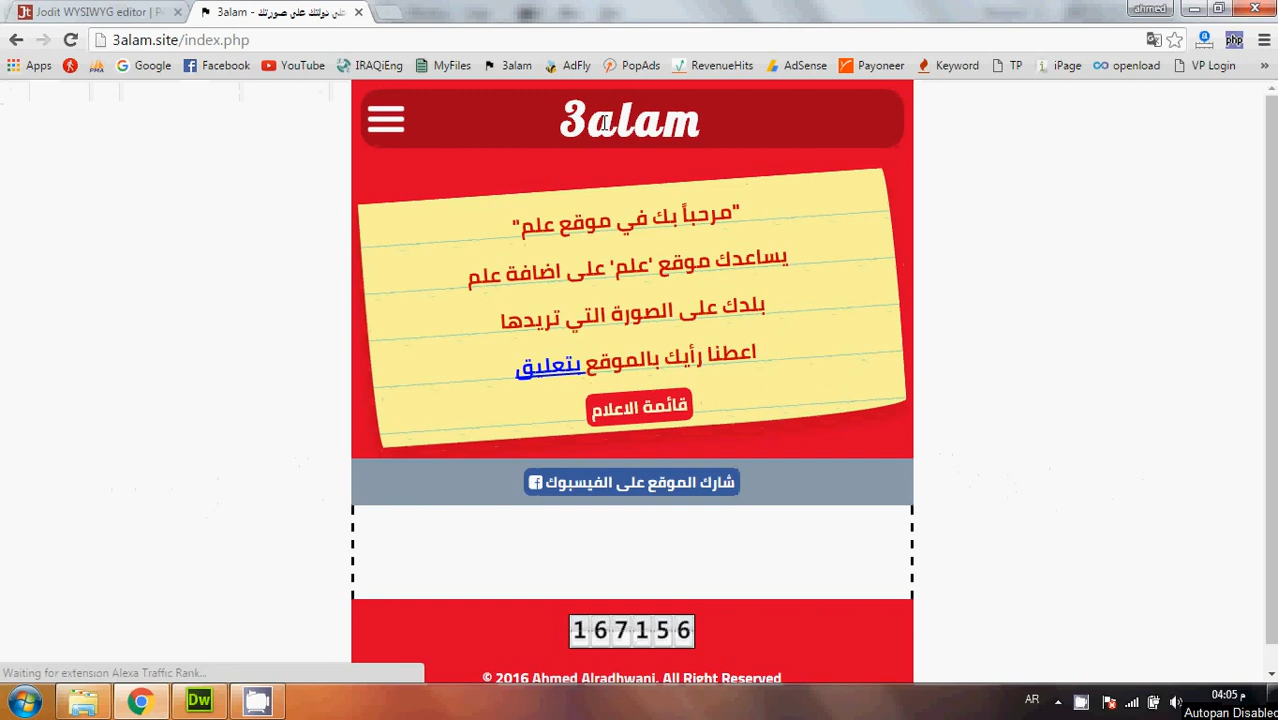 Jodit WYSIWYG editor | P
3alam - على دولتك على صورتك
ahmed
3alam.site/index.php
Apps
Google
Facebook
YouTube
IRAQiEng
MyFiles
3alam
AdFly
PopAds
RevenueHits
AdSense
Payoneer
Keyword
TP
iPage
openload
VP Login
3alam
"مرحباً بك في موقع علم"
يساعدك موقع 'علم' على اضافة علم
بلدك على الصورة التي تريدها
اعطنا رأيك بالموقع بتعليق
قائمة الاعلام
شارك الموقع على الفيسبوك
167156
© 2016 Ahmed Alradhwani, All Right Reserved
Waiting for extension Alexa Traffic Rank...
Dw
AR
04:05 م
Autopan Disabled